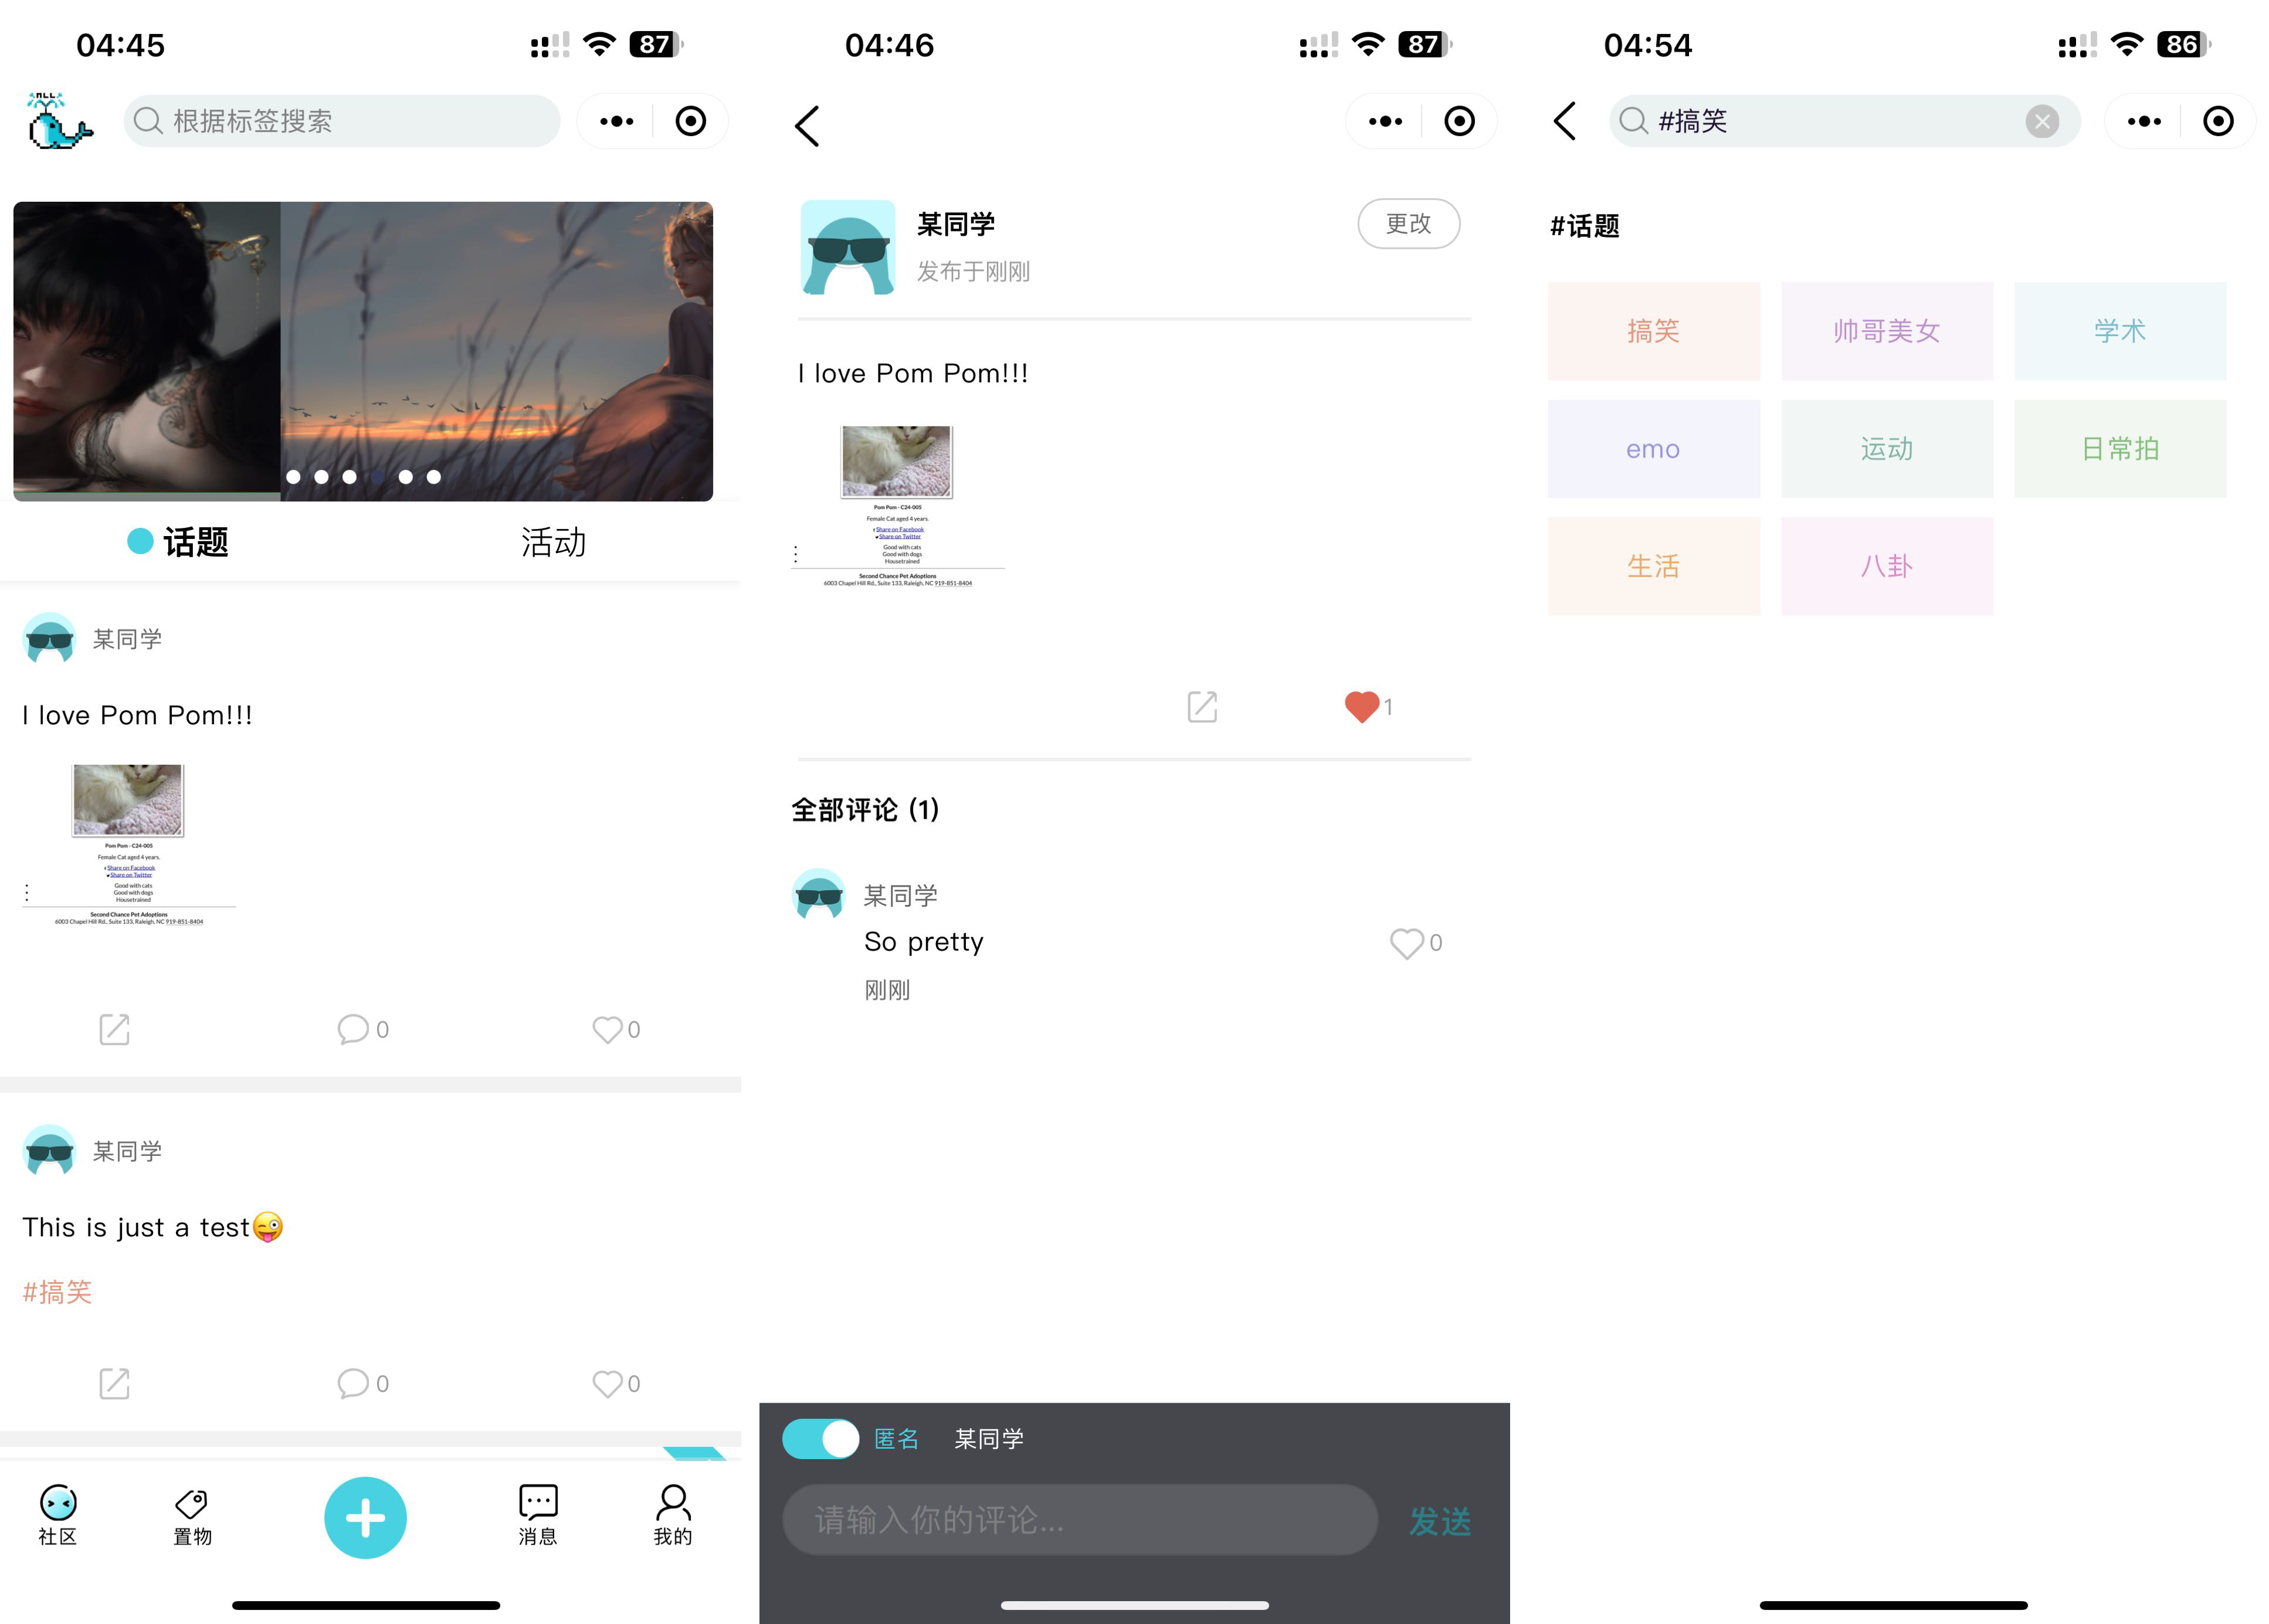 04:45
87
ALL
根据标签搜索
话题
活动
某同学
I love Pom Pom!!!
Pom Pom - C24-005
Female Cat aged 4 years.
Share on Facebook
Share on Twitter
Good with cats
Good with dogs
Housetrained
Second Chance Pet Adoptions
6003 Chapel Hill Rd., Suite 133, Raleigh, NC 919-851-8404
0
0
某同学
This is just a test😜
#搞笑
0
0
社区
置物
消息
我的
04:46
87
某同学
更改
发布于刚刚
I love Pom Pom!!!
Pom Pom - C24-005
Female Cat aged 4 years.
Share on Facebook
Share on Twitter
Good with cats
Good with dogs
Housetrained
Second Chance Pet Adoptions
6003 Chapel Hill Rd., Suite 133, Raleigh, NC 919-851-8404
1
全部评论 (1)
某同学
So pretty
0
刚刚
匿名 某同学
请输入你的评论...
发送
04:54
86
#搞笑
#话题
搞笑
帅哥美女
学术
emo
运动
日常拍
生活
八卦